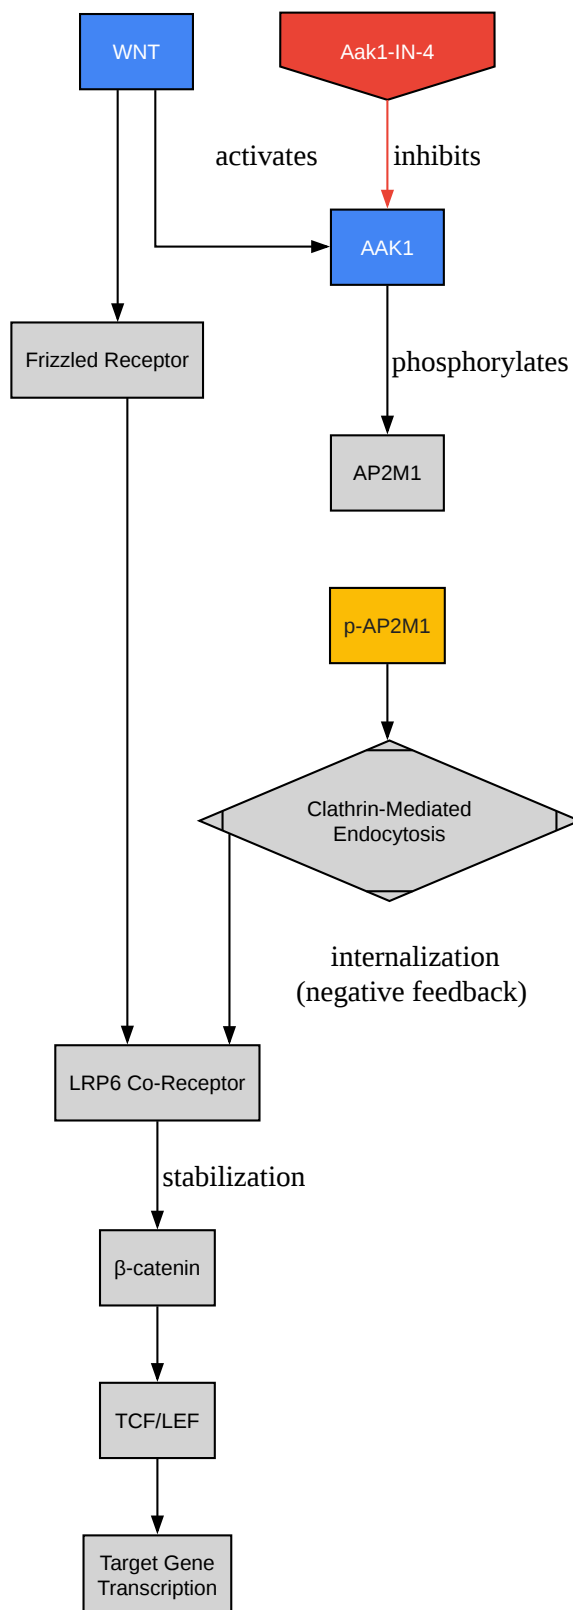 WNT
Aak1-IN-4
activates
inhibits
AAK1
Frizzled Receptor
phosphorylates
AP2M1
p-AP2M1
Clathrin-Mediated
Endocytosis
internalization
(negative feedback)
LRP6 Co-Receptor
stabilization
β-catenin
TCF/LEF
Target Gene
Transcription